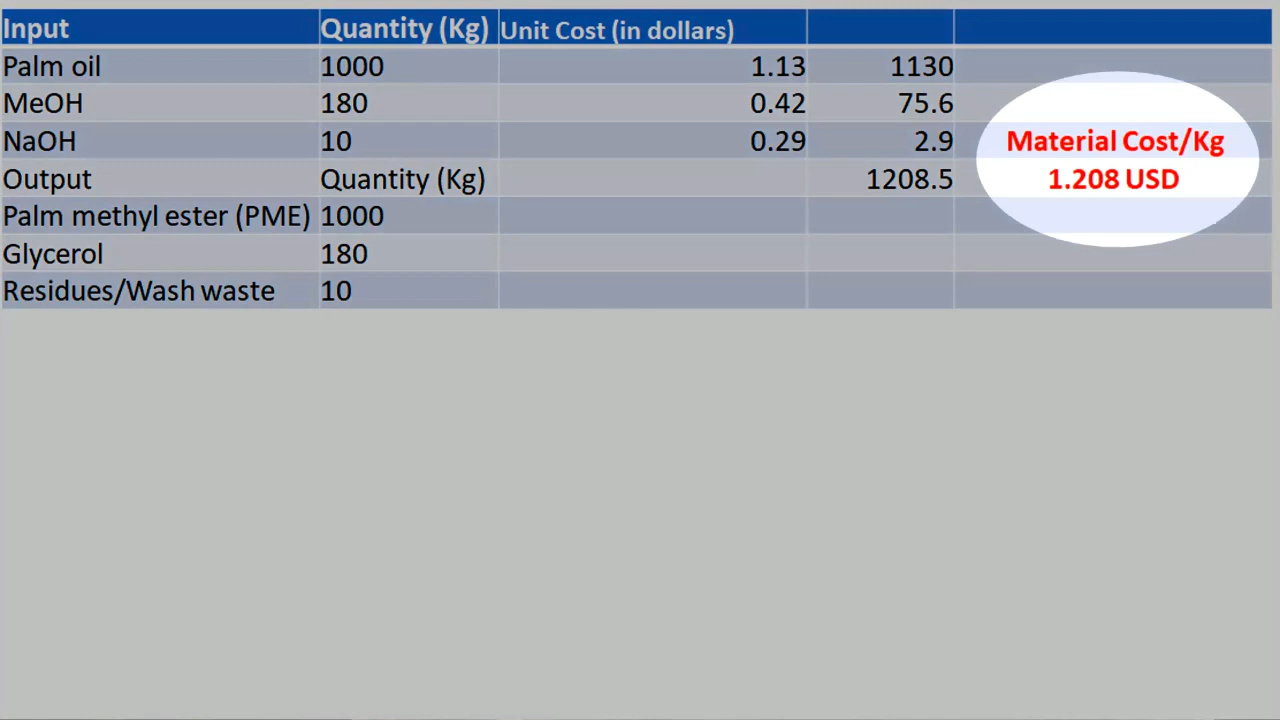 Input Quantity (Kg) Unit Cost (in dollars)
Palm oil 1000 1.13 1130
MeOH 180 0.42 75.6
NaOH 10 0.29 2.9 Material Cost/Kg
Output Quantity (Kg) 1208.5 1.208 USD
Palm methyl ester (PME) 1000
Glycerol 180
Residues/Wash waste 10